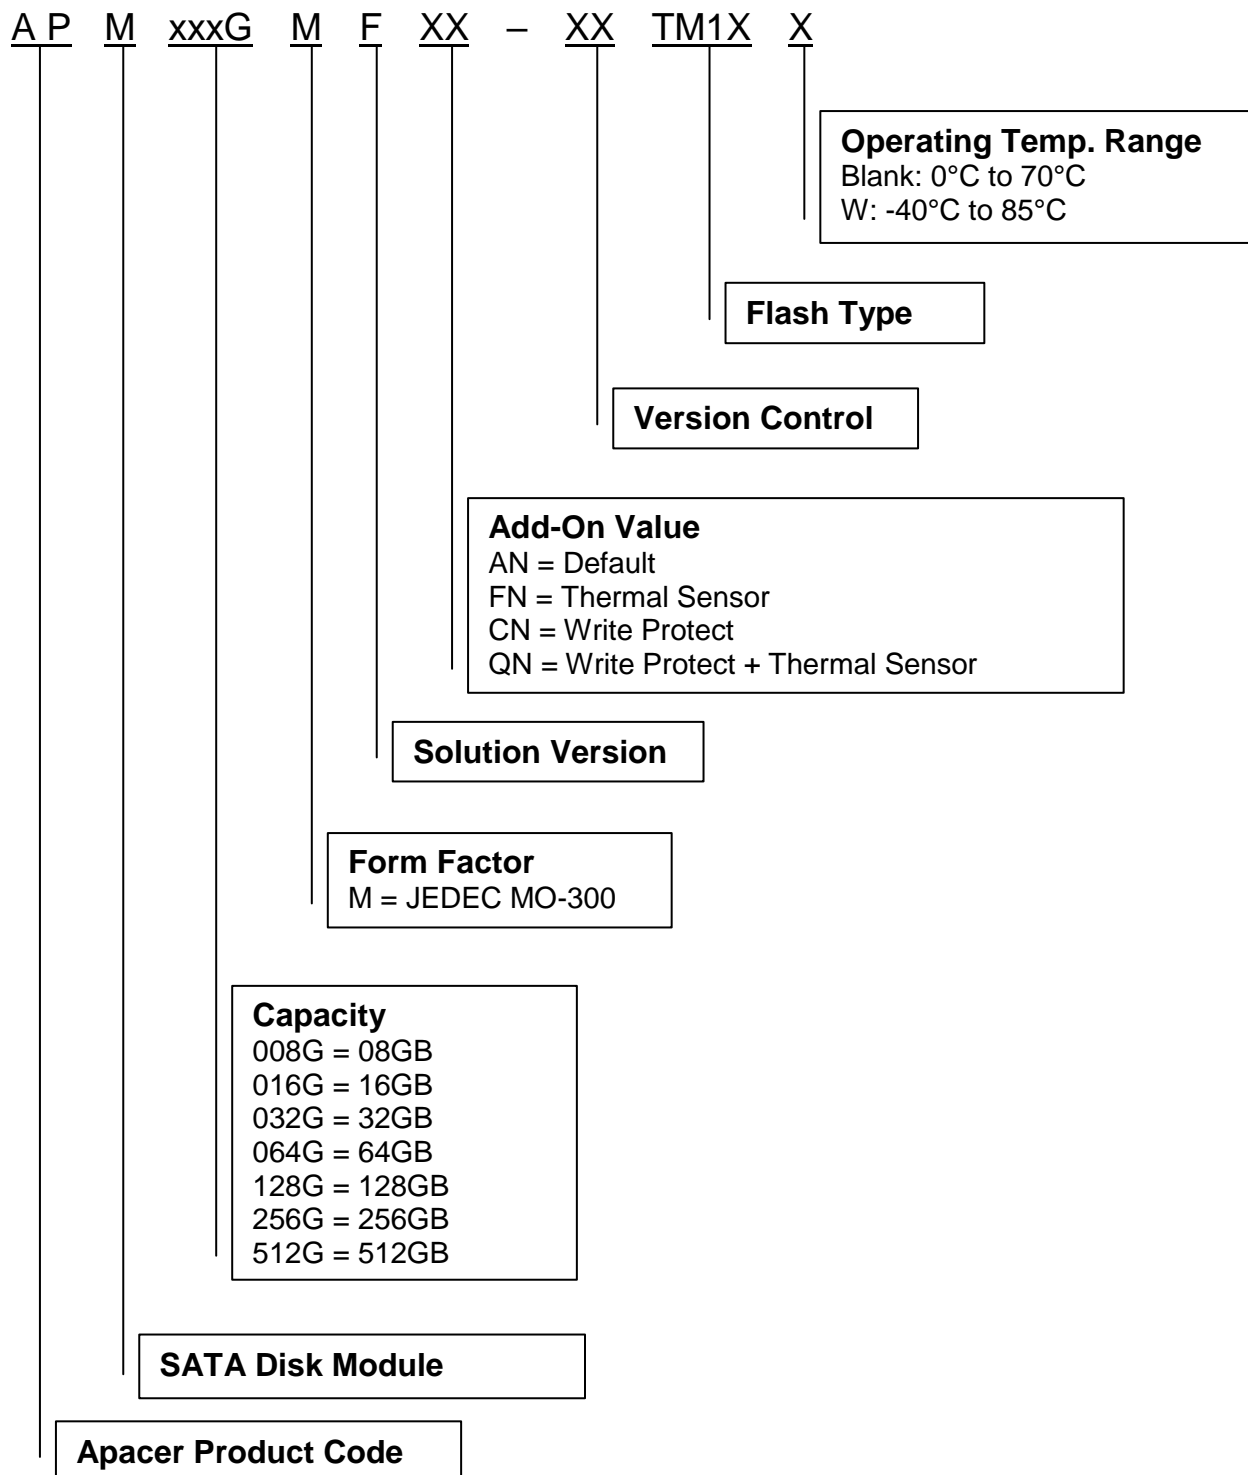 A P M xxxG M F XX – XX TM1X X
Operating Temp. Range
Blank: 0°C to 70°C
W: -40°C to 85°C
Flash Type
Version Control
Add-On Value
AN = Default
FN = Thermal Sensor
CN = Write Protect
QN = Write Protect + Thermal Sensor
Solution Version
Form Factor
M = JEDEC MO-300
Capacity
008G = 08GB
016G = 16GB
032G = 32GB
064G = 64GB
128G = 128GB
256G = 256GB
512G = 512GB
SATA Disk Module
Apacer Product Code